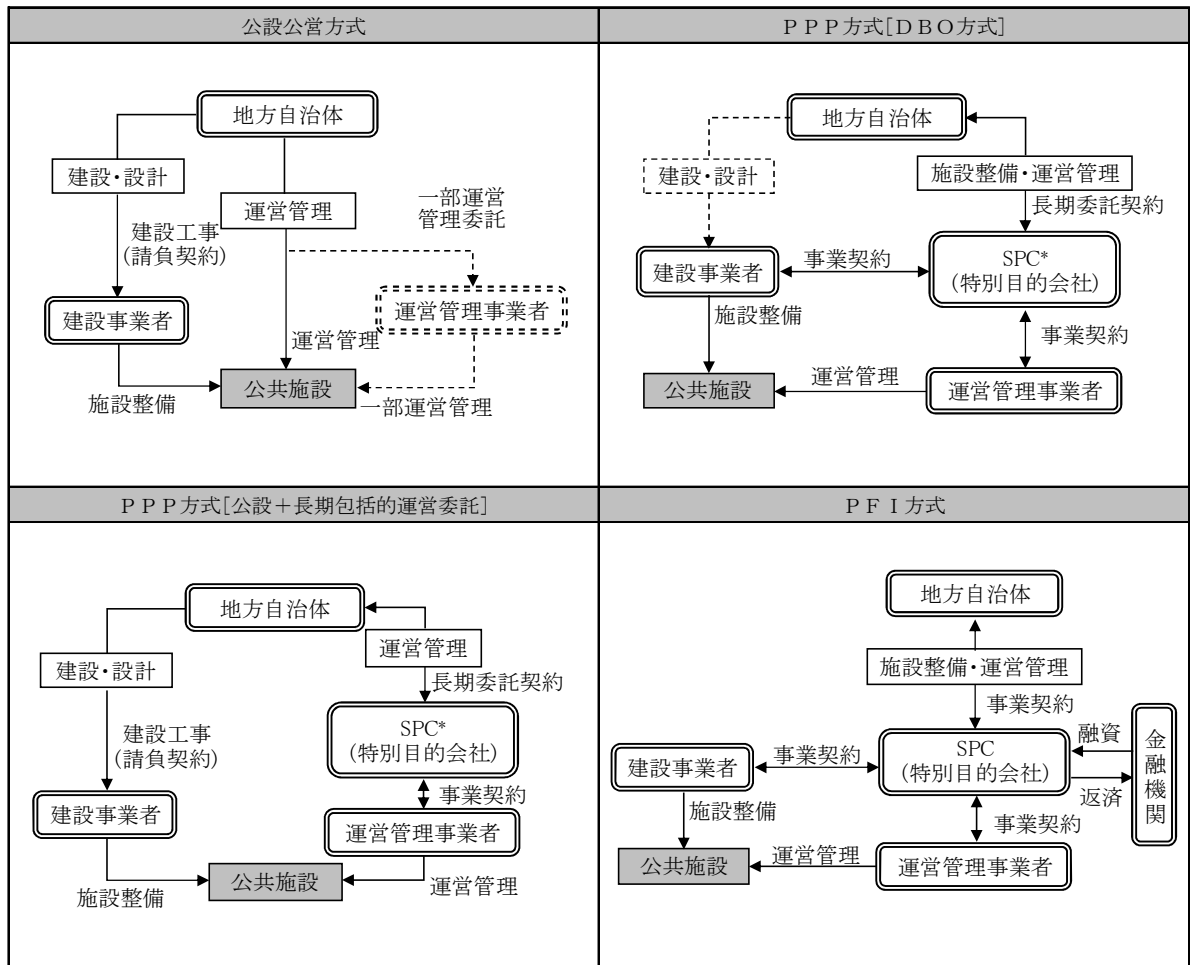 公設公営方式
地方自治体
建設・設計
運営管理
一部運営
管理委託
建設工事
(請負契約)
建設事業者
運営管理事業者
運営管理
公共施設
施設整備
一部運営管理
ＰＰＰ方式[ＤＢＯ方式]
地方自治体
建設・設計
施設整備・運営管理
長期委託契約
建設事業者
事業契約
SPC*
(特別目的会社)
施設整備
事業契約
公共施設
運営管理
運営管理事業者
ＰＰＰ方式[公設＋長期包括的運営委託]
地方自治体
建設・設計
運営管理
長期委託契約
建設工事
(請負契約)
SPC*
(特別目的会社)
事業契約
建設事業者
運営管理事業者
公共施設
施設整備
運営管理
ＰＦＩ方式
地方自治体
施設整備・運営管理
事業契約
建設事業者
事業契約
SPC
(特別目的会社)
融資
返済
金融機関
施設整備
事業契約
公共施設
運営管理
運営管理事業者